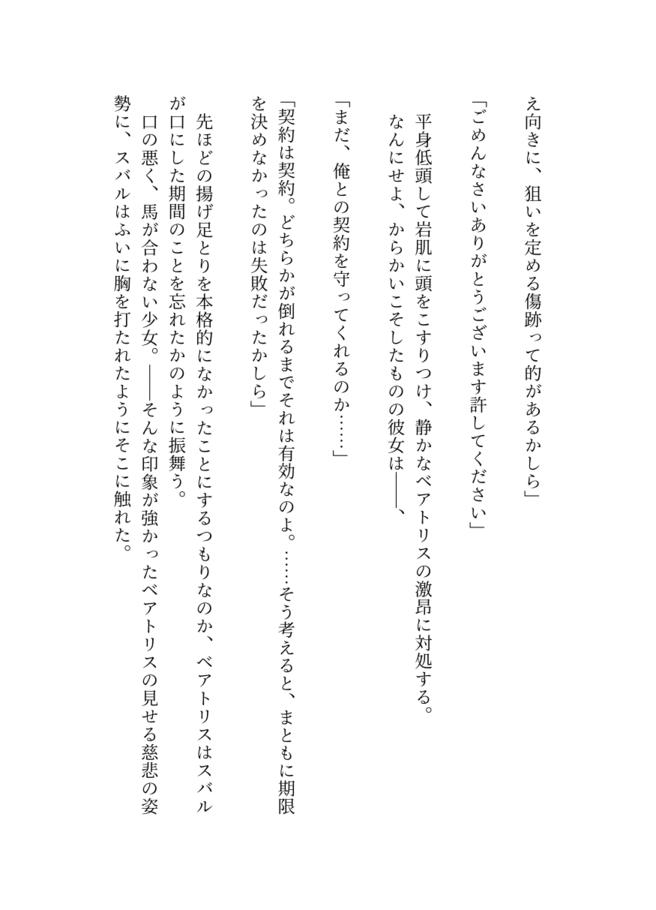 え向きに、狙いを定める傷跡って的があるかしら」
「ごめんなさいありがとうございます許してください」
平身低頭して岩肌に頭をこすりつけ、静かなベアトリスの激昂に対処する。
なんにせよ、からかいこそしたものの彼女は――、
「まだ、俺との契約を守ってくれるのか……」
「契約は契約。どちらかが倒れるまでそれは有効なのよ。……そう考えると、まともに期限
を決めなかったのは失敗だったかしら」
先ほどの揚げ足とりを本格的になかったことにするつもりなのか、ベアトリスはスバル
が口にした期間のことを忘れたかのように振舞う。
口の悪く、馬が合わない少女。――そんな印象が強かったベアトリスの見せる慈悲の姿
勢に、スバルはふいに胸を打たれたようにそこに触れた。